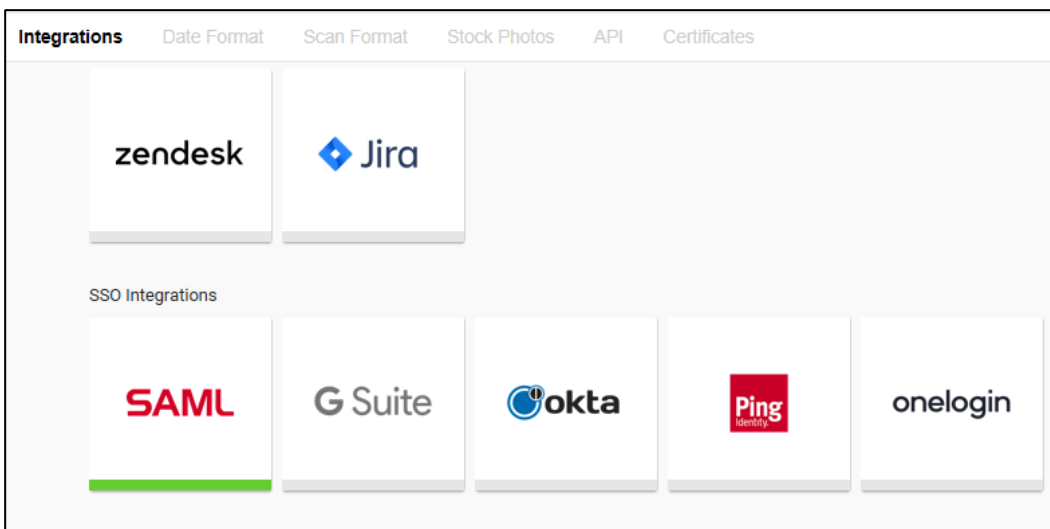 Integrations Date Format Scan Format Stock Photos API Certificates
zendesk Jira
SSO Integrations
SAML G Suite okta Ping Identity. onelogin